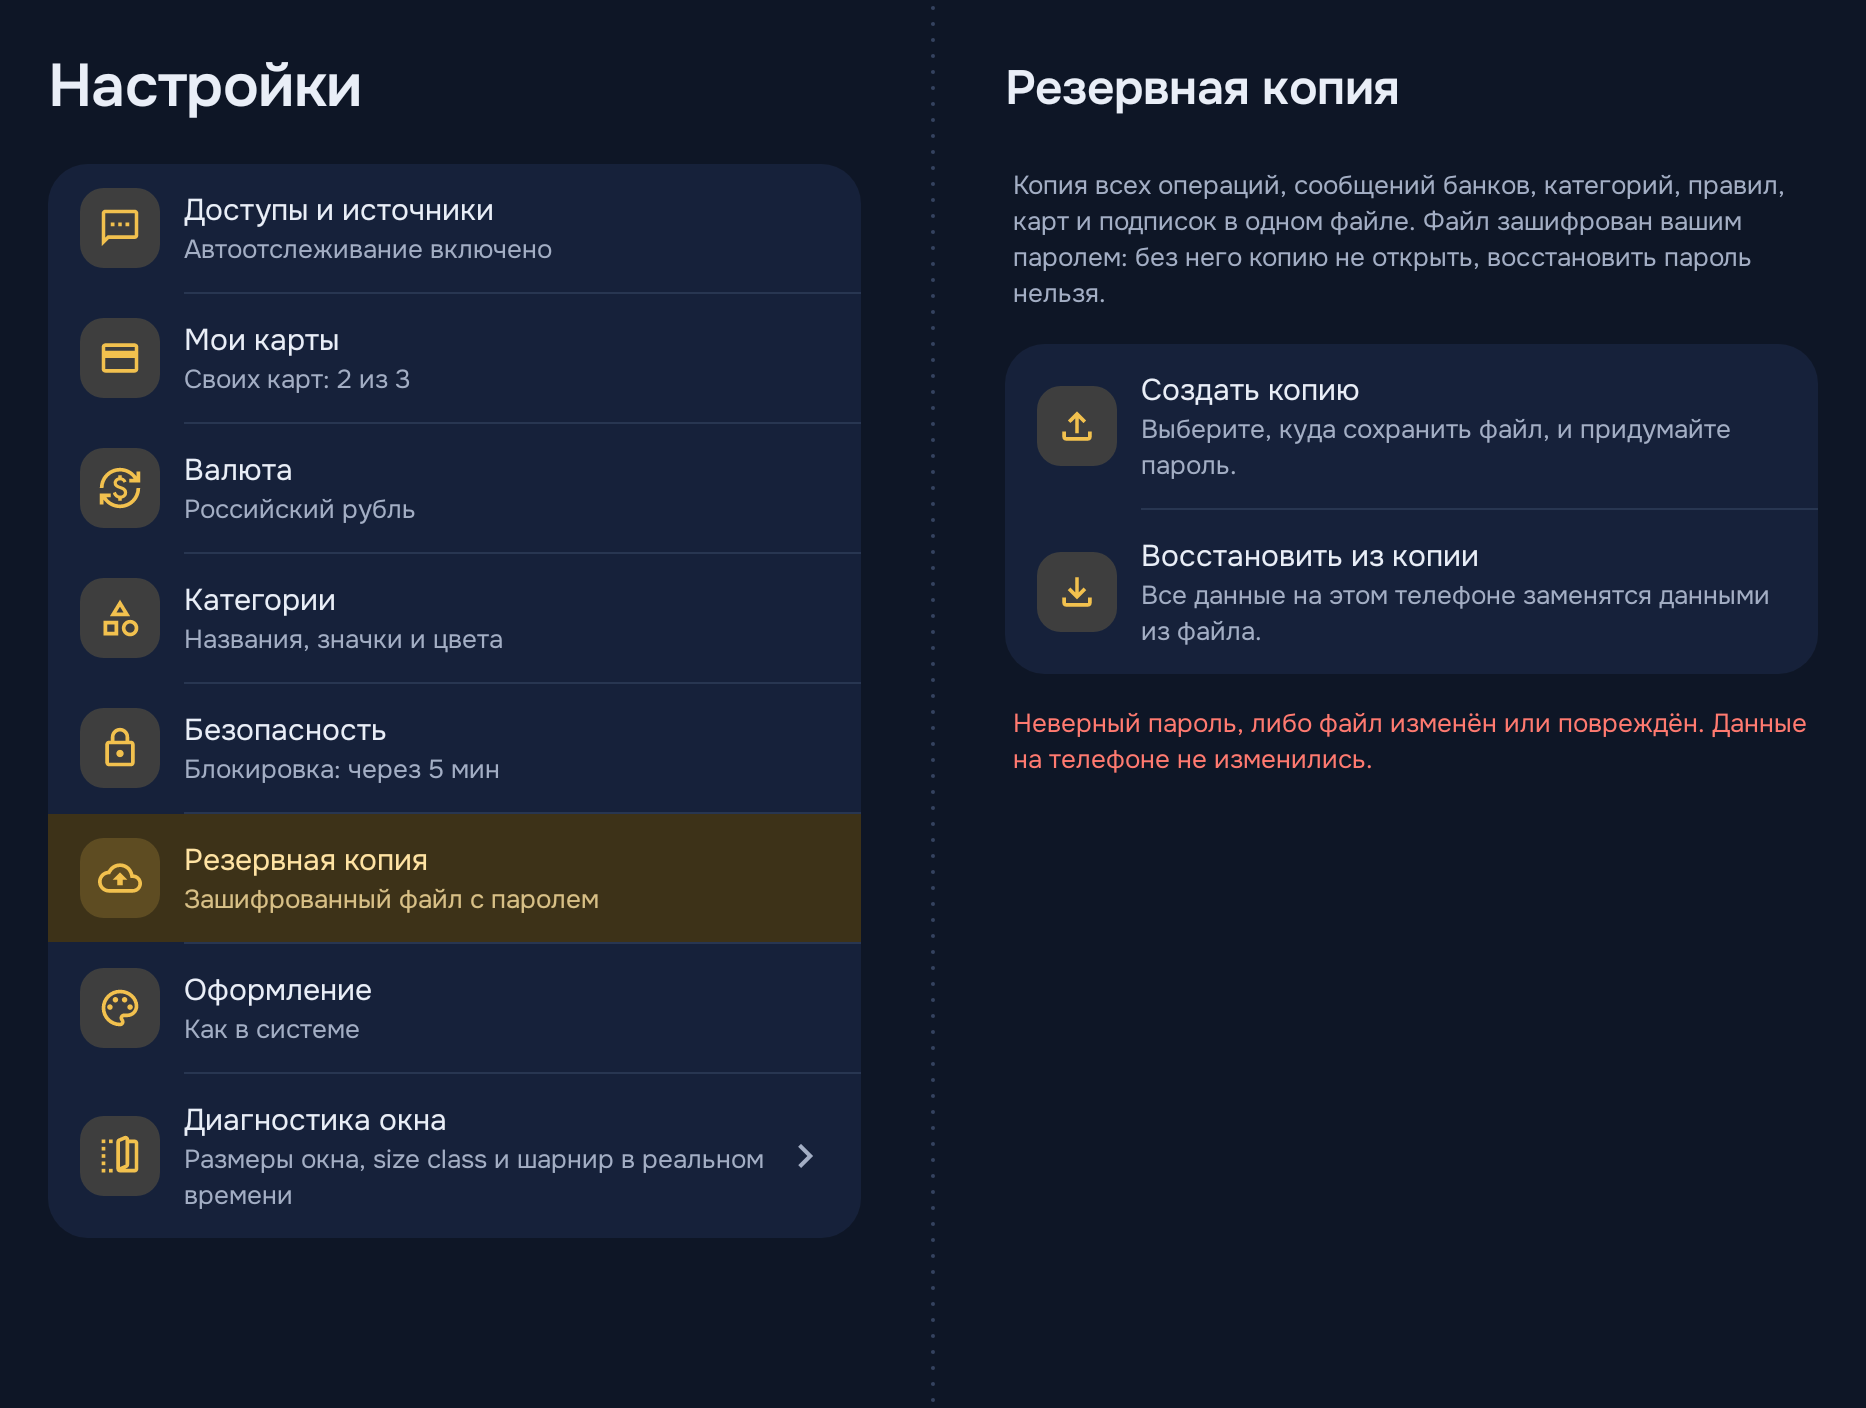 Настройки
Доступы и источники
Автоотслеживание включено
Мои карты
Своих карт: 2 из 3
Валюта
Российский рубль
Категории
Названия, значки и цвета
Безопасность
Блокировка: через 5 мин
Резервная копия
Зашифрованный файл с паролем
Оформление
Как в системе
Диагностика окна
Размеры окна, size class и шарнир в реальном
времени
Резервная копия
Копия всех операций, сообщений банков, категорий, правил,
карт и подписок в одном файле. Файл зашифрован вашим
паролем: без него копию не открыть, восстановить пароль
нельзя.
Создать копию
Выберите, куда сохранить файл, и придумайте
пароль.
Восстановить из копии
Все данные на этом телефоне заменятся данными
из файла.
Неверный пароль, либо файл изменён или повреждён. Данные
на телефоне не изменились.